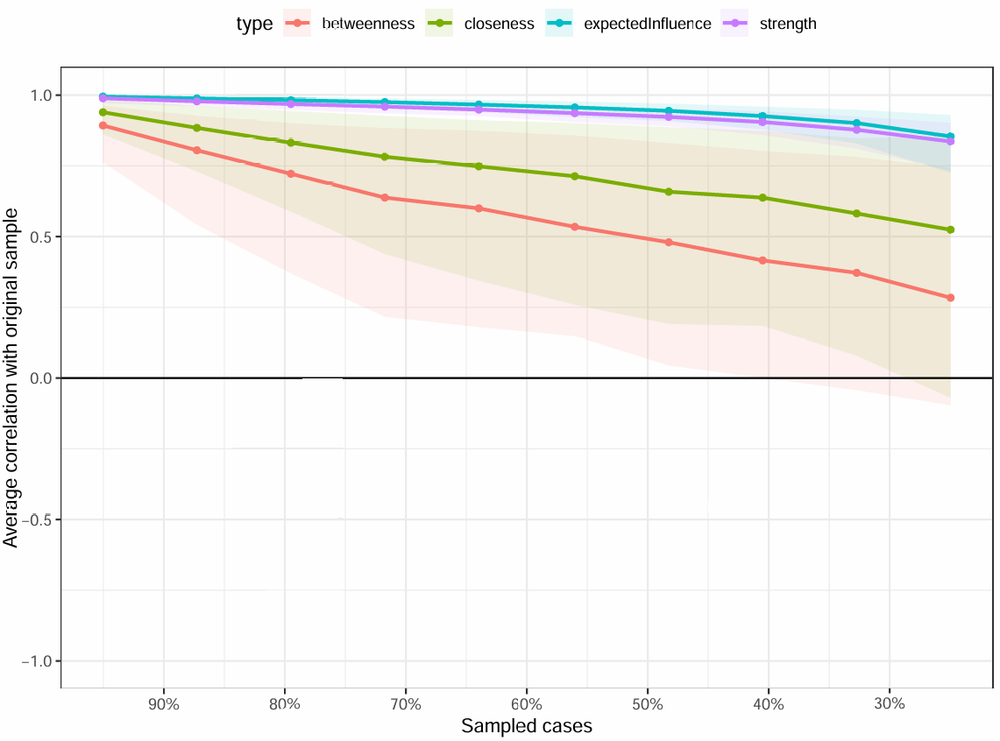 type betweenness closeness expectedInfluence strength
Average correlation with original sample
1.0
0.5
0.0
−0.5
−1.0
90% 80% 70% 60% 50% 40% 30%
Sampled cases